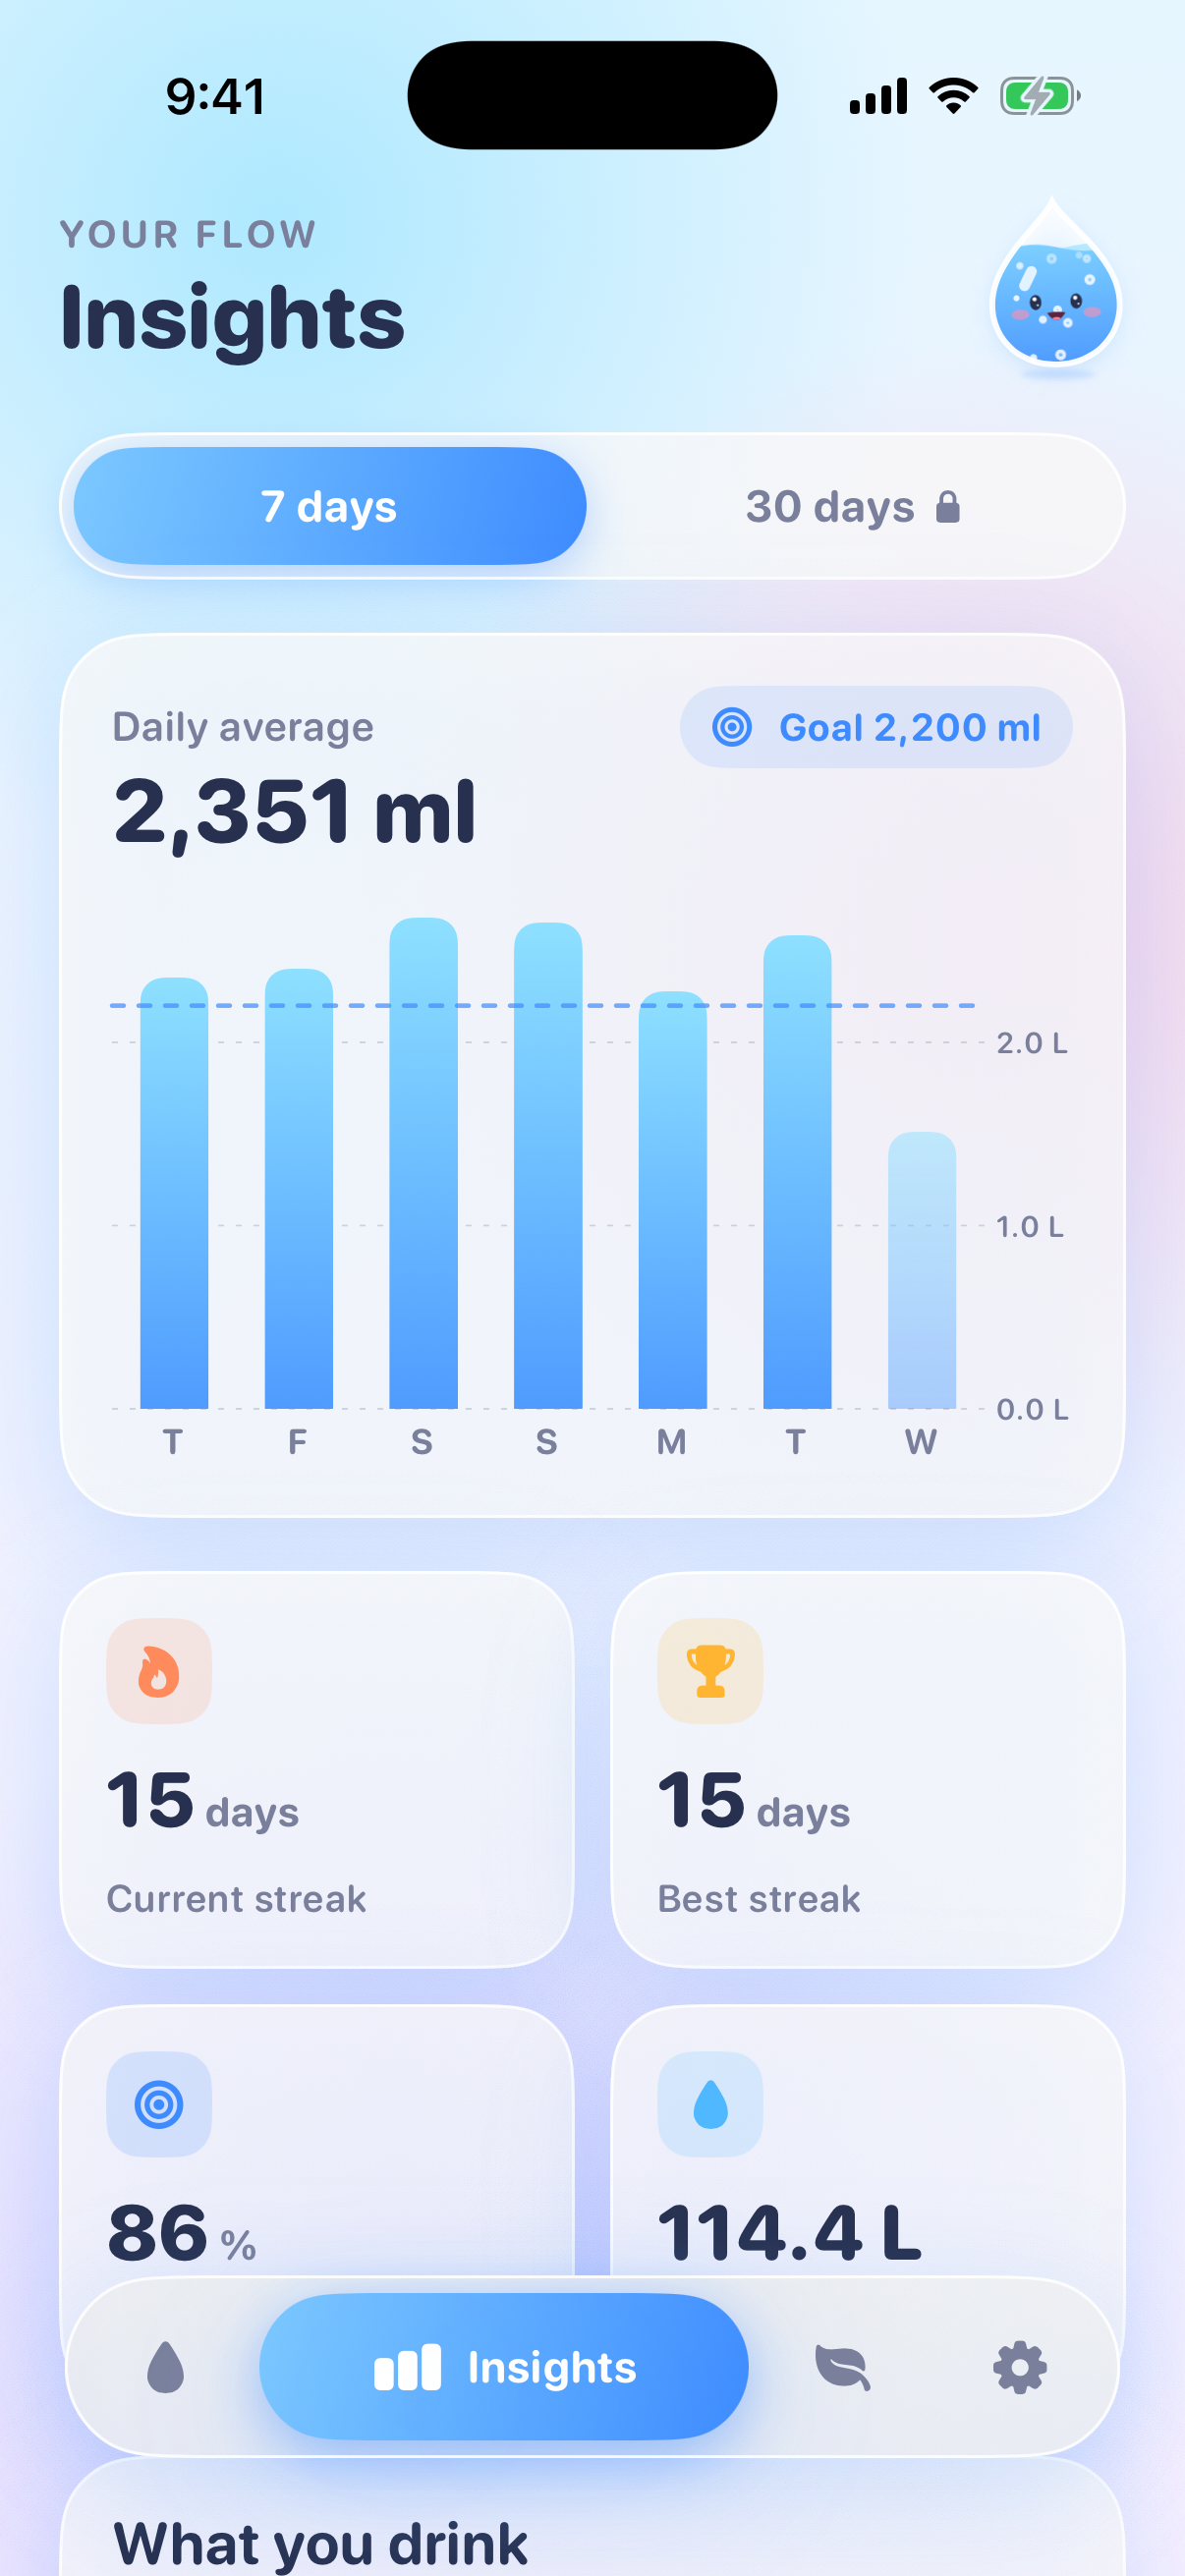 9:41
YOUR FLOW
Insights
7 days
30 days
Daily average
Goal 2,200 ml
2,351 ml
2.0 L
1.0 L
0.0 L
T F S S M T W
15 days
Current streak
15 days
Best streak
86 %
114.4 L
Insights
What you drink